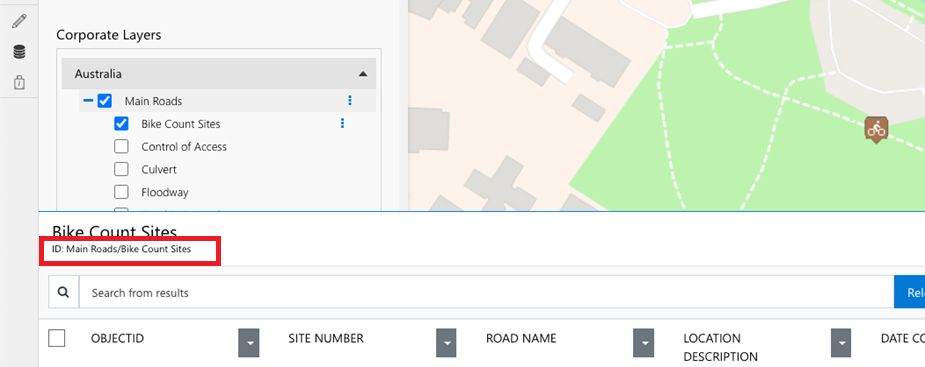 Corporate Layers
Australia
Main Roads
Bike Count Sites
Control of Access
Culvert
Floodway
Bike Count Sites
ID: Main Roads/Bike Count Sites
Search from results
Rel
OBJECTID
SITE NUMBER
ROAD NAME
LOCATION
DESCRIPTION
DATE CO